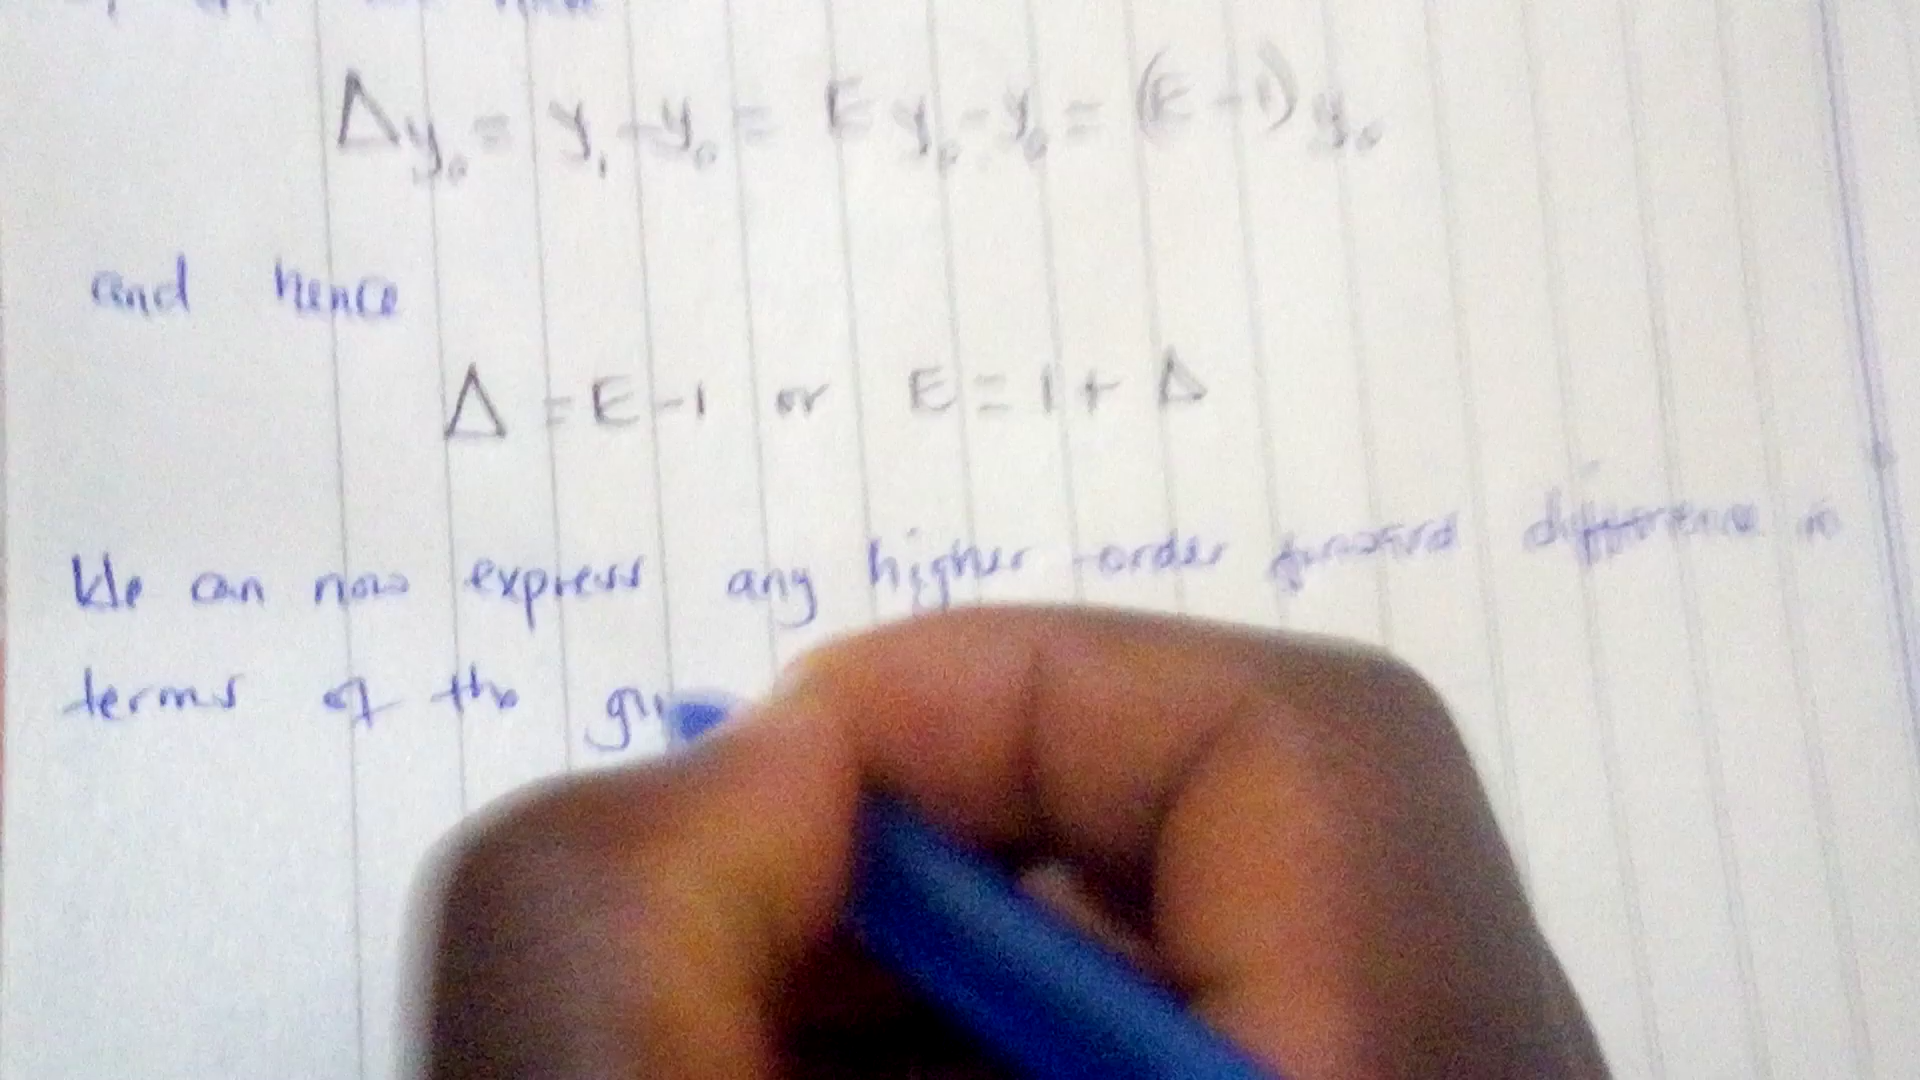 Δy₀ = y₁ - y₀ = E y₀ - y₀ = (E - 1) y₀
and hence
Δ = E - 1 or E = 1 + Δ
We can now express any higher-order forward difference in
terms of the